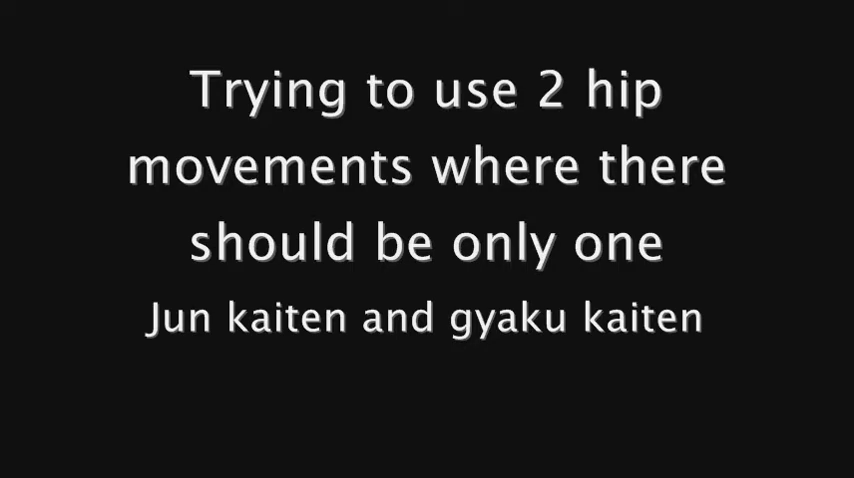 Trying to use 2 hip
movements where there
should be only one
Jun kaiten and gyaku kaiten